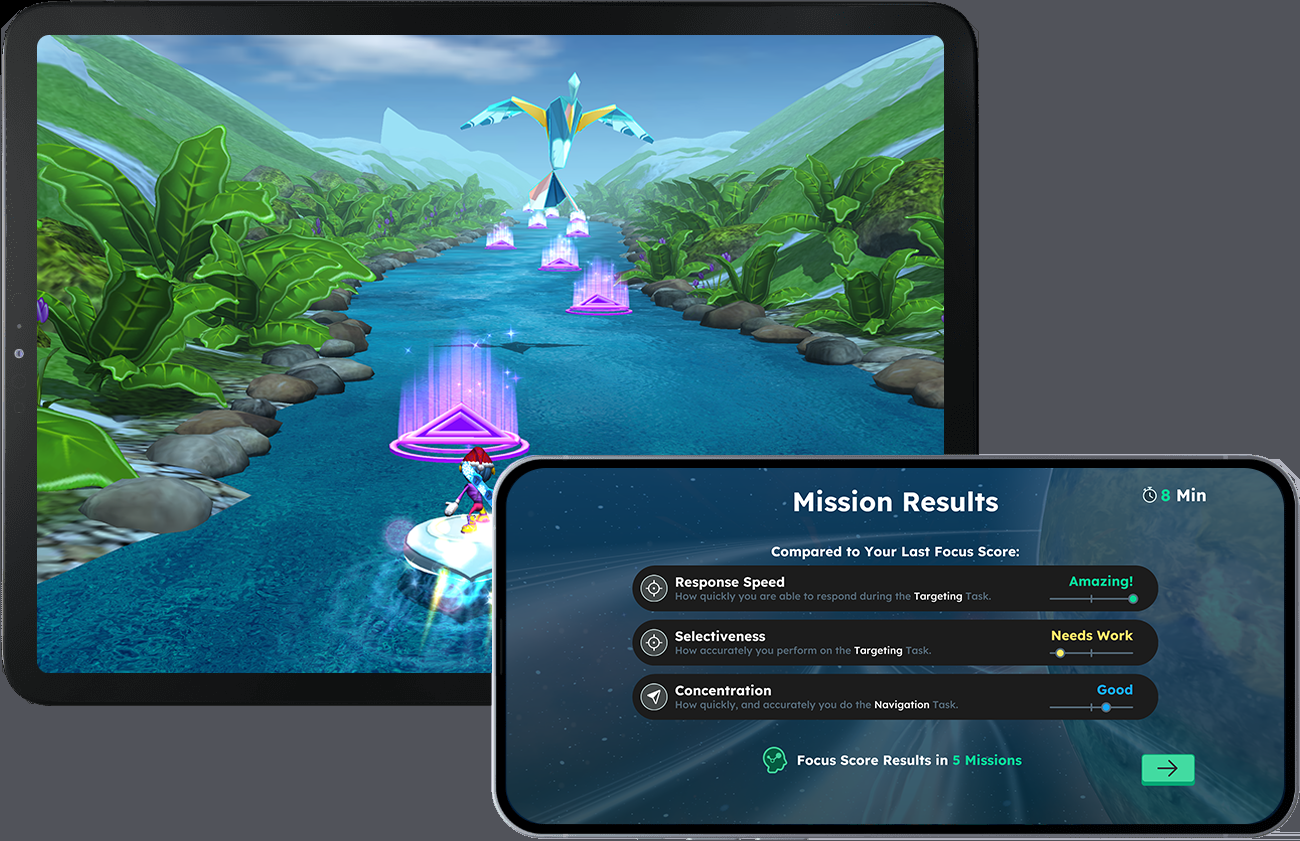 Mission Results
8 Min
Compared to Your Last Focus Score:
Response Speed
Amazing!
How quickly you are able to respond during the Targeting Task.
Selectiveness
Needs Work
How accurately you perform on the Targeting Task.
Concentration
Good
How quickly, and accurately you do the Navigation Task.
Focus Score Results in 5 Missions